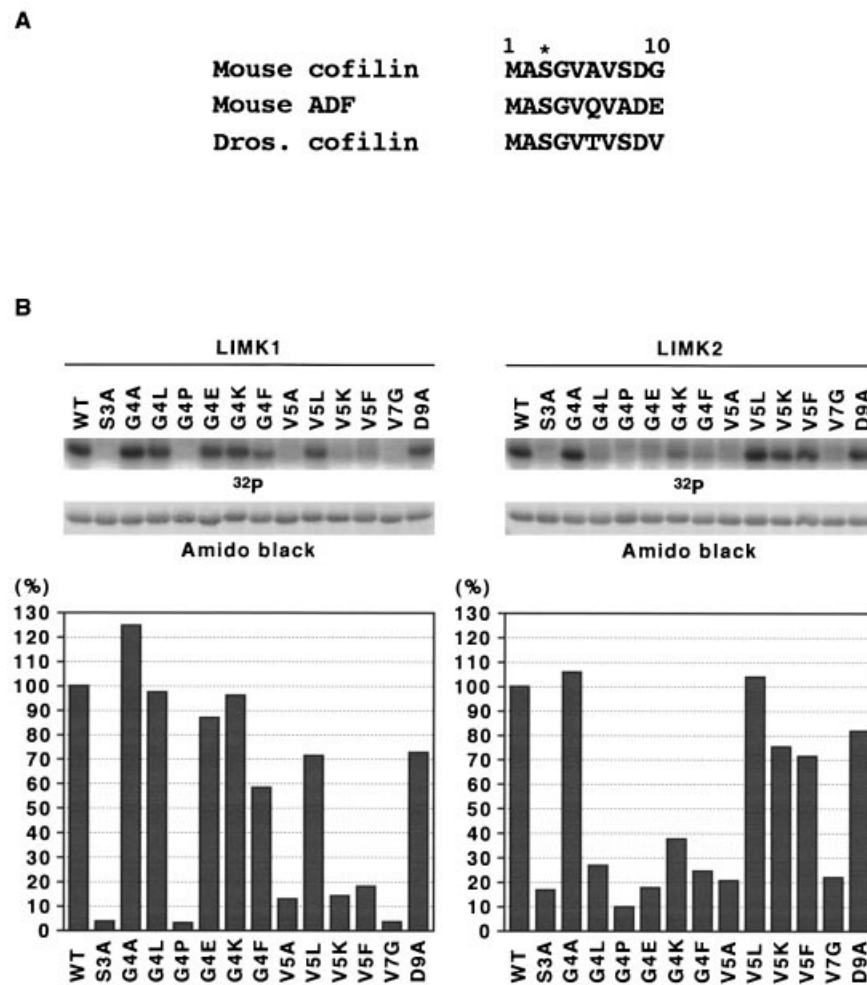 A
1 * 10
Mouse cofilin MASGVAVSDG
Mouse ADF MASGVQVADE
Dros. cofilin MASGVTVSDV
B
LIMK1
WT S3A G4A G4L G4P G4E G4K G4F V5A V5L V5K V5F V7G D9A
32P
Amido black
(%)
130
120
110
100
90
80
70
60
50
40
30
20
10
0
WT S3A G4A G4L G4P G4E G4K G4F V5A V5L V5K V5F V7G D9A
LIMK2
WT S3A G4A G4L G4P G4E G4K G4F V5A V5L V5K V5F V7G D9A
32P
Amido black
(%)
130
120
110
100
90
80
70
60
50
40
30
20
10
0
WT S3A G4A G4L G4P G4E G4K G4F V5A V5L V5K V5F V7G D9A